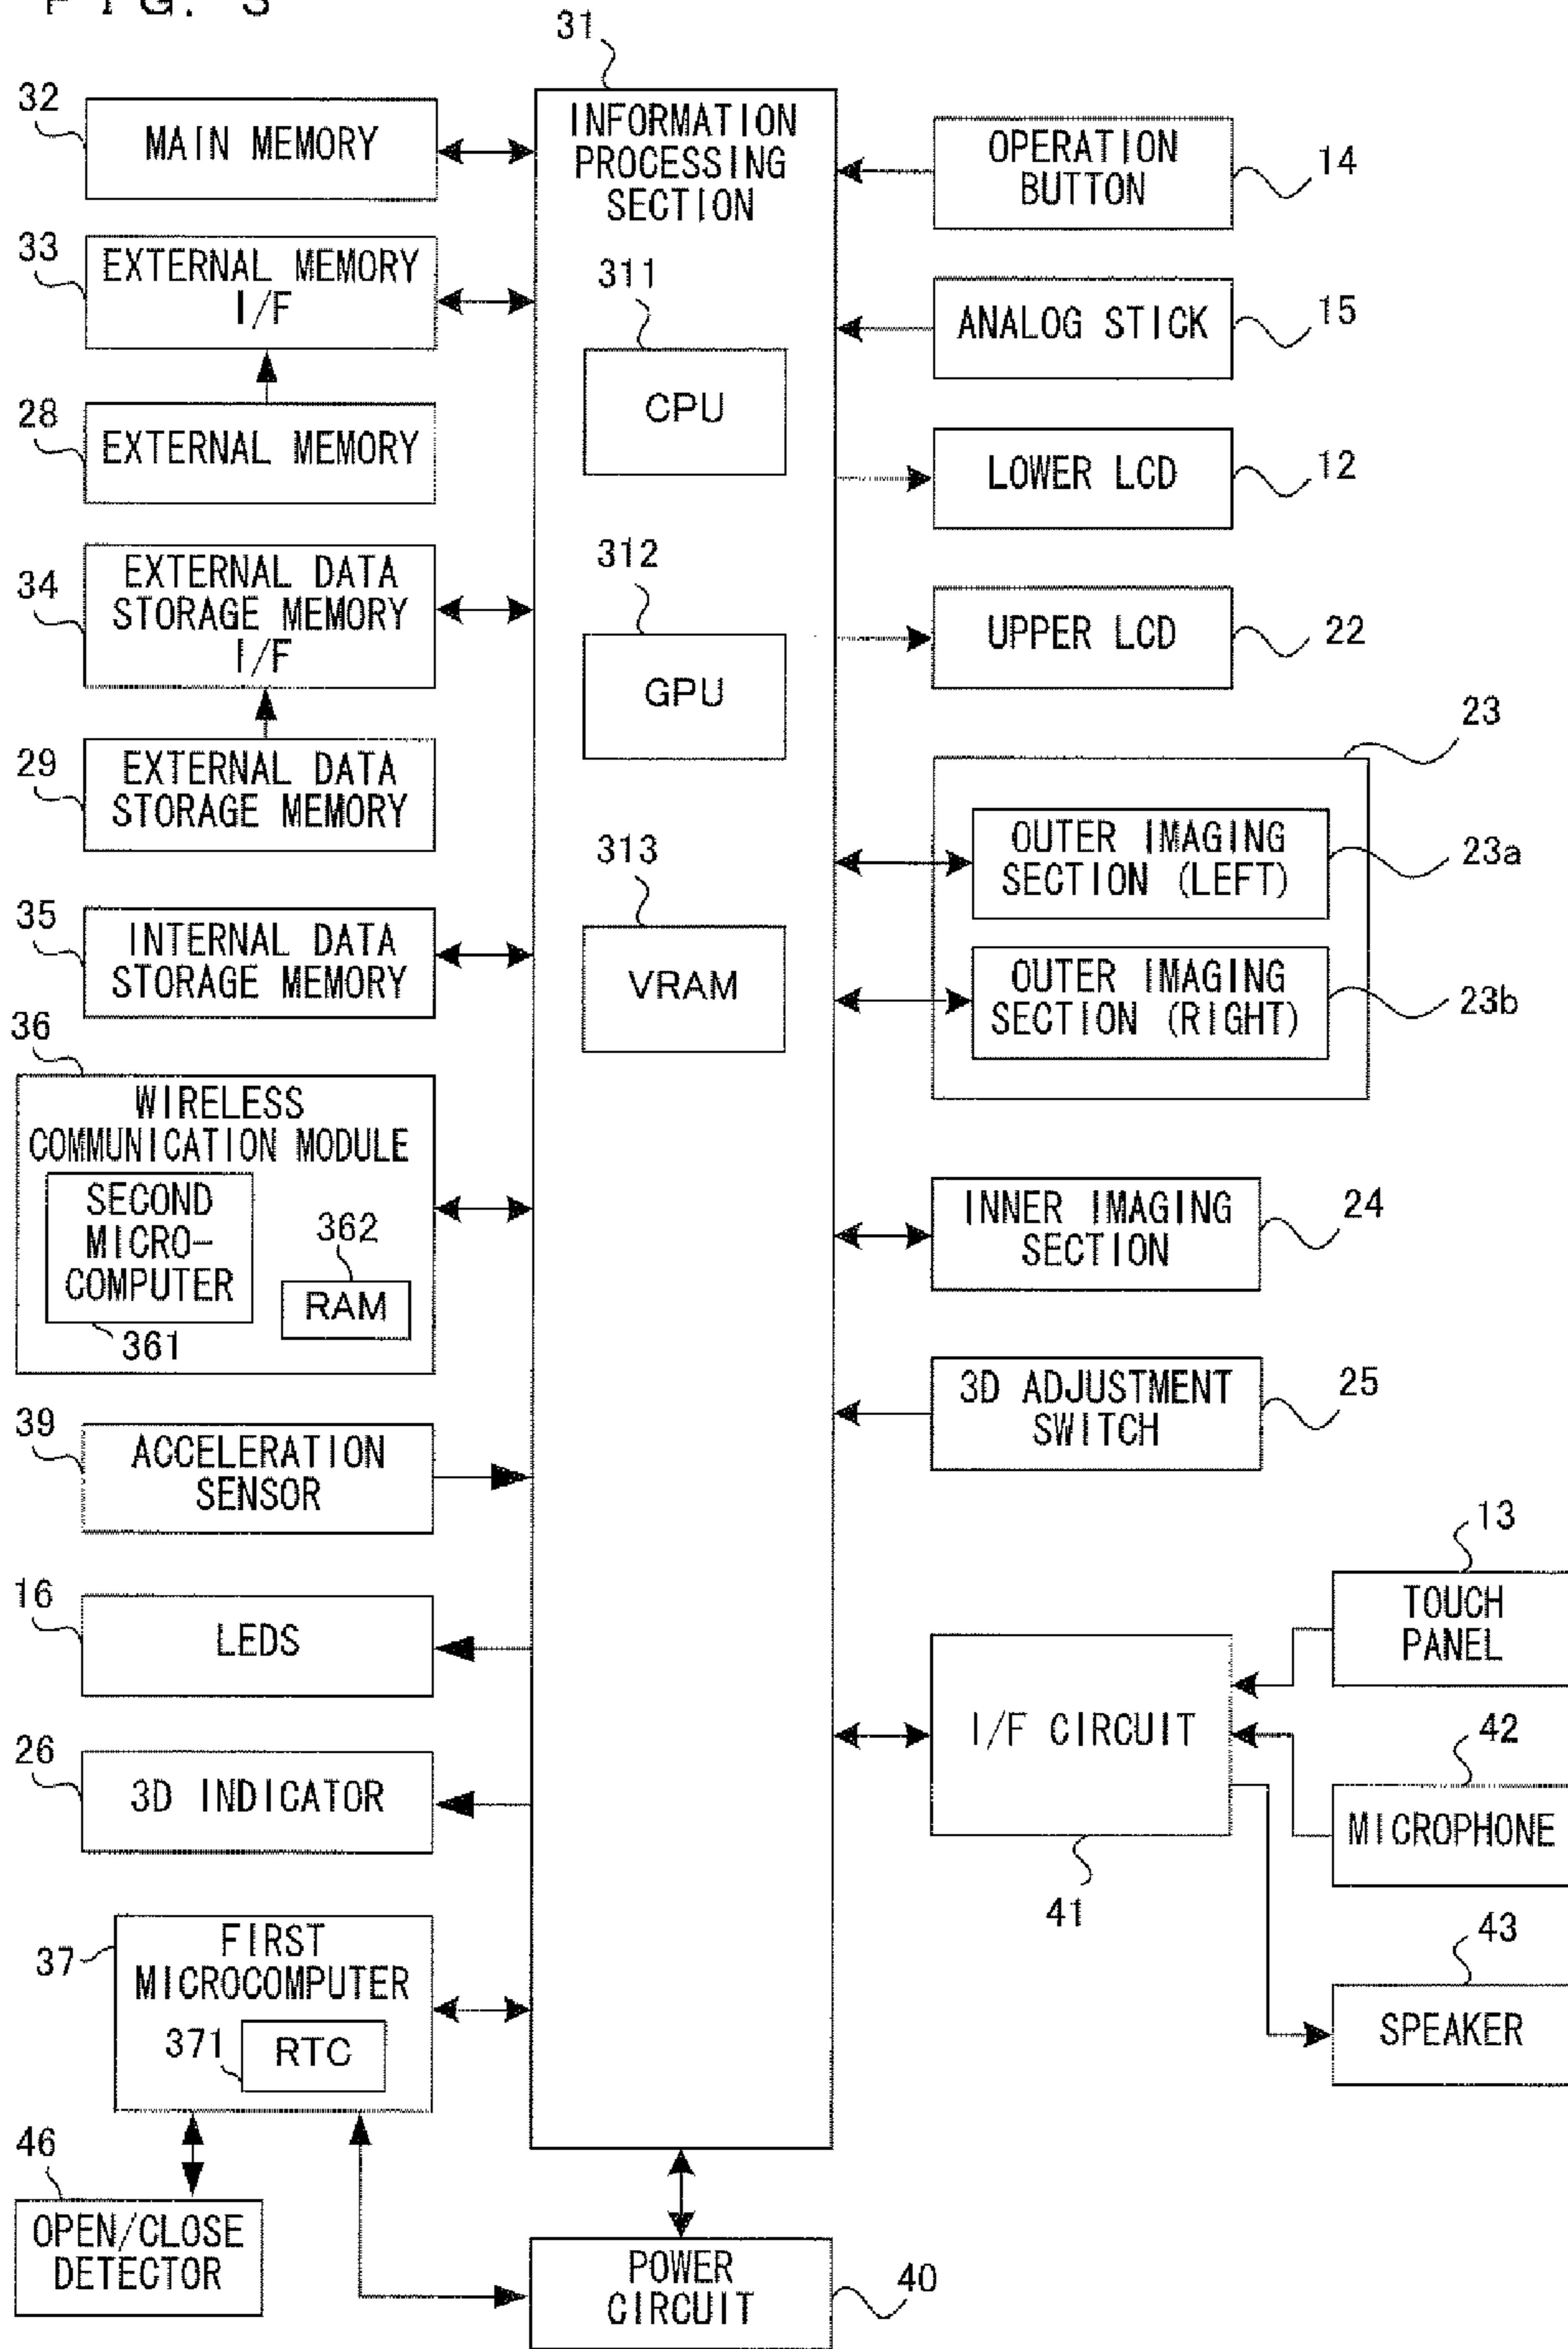 FIG. 3
31
32
MAIN MEMORY
33
EXTERNAL MEMORY
I/F
28
EXTERNAL MEMORY
34
EXTERNAL DATA
STORAGE MEMORY
I/F
29
EXTERNAL DATA
STORAGE MEMORY
35
INTERNAL DATA
STORAGE MEMORY
36
WIRELESS
COMMUNICATION MODULE
SECOND
MICRO-
COMPUTER
361
362
RAM
39
ACCELERATION
SENSOR
16
LEDS
26
3D INDICATOR
37
FIRST
MICROCOMPUTER
371
RTC
46
OPEN/CLOSE
DETECTOR
INFORMATION
PROCESSING
SECTION
311
CPU
312
GPU
313
VRAM
POWER
CIRCUIT
40
OPERATION
BUTTON
14
ANALOG STICK
15
LOWER LCD
12
UPPER LCD
22
23
OUTER IMAGING
SECTION (LEFT)
23a
OUTER IMAGING
SECTION (RIGHT)
23b
INNER IMAGING
SECTION
24
3D ADJUSTMENT
SWITCH
25
I/F CIRCUIT
41
13
TOUCH
PANEL
42
MICROPHONE
43
SPEAKER